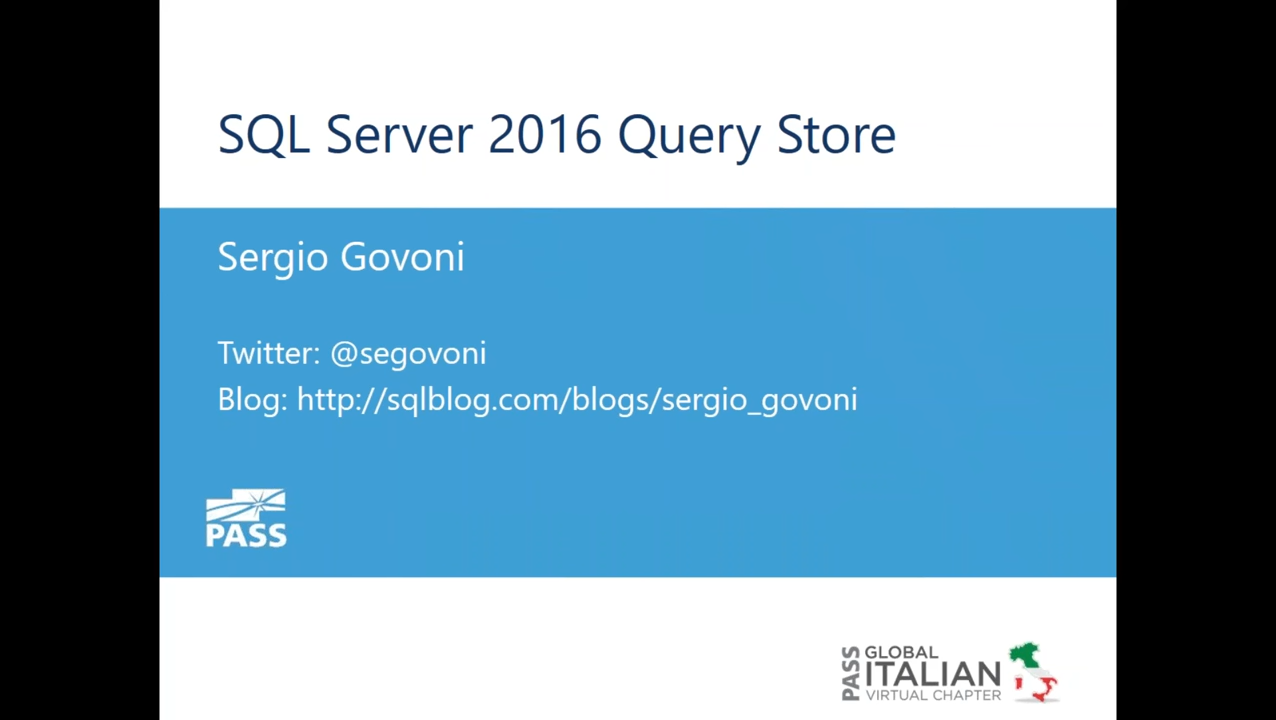 SQL Server 2016 Query Store
Sergio Govoni
Twitter: @segovoni
Blog: http://sqlblog.com/blogs/sergio_govoni
PASS
PASS
GLOBAL
ITALIAN
VIRTUAL CHAPTER